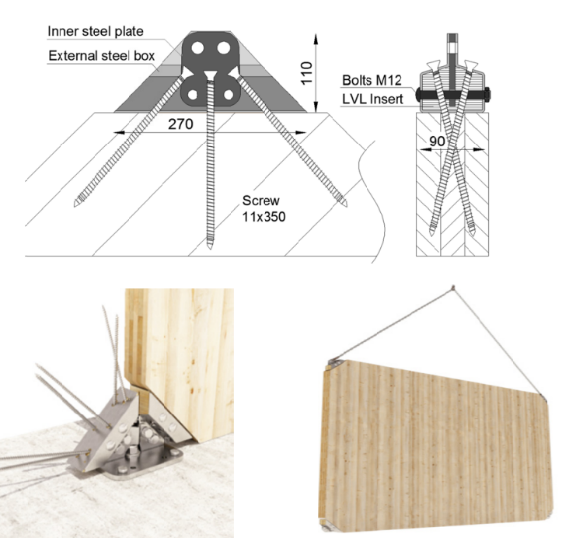 Inner steel plate
External steel box
110
270
Screw
11x350
Bolts M12
LVL Insert
90